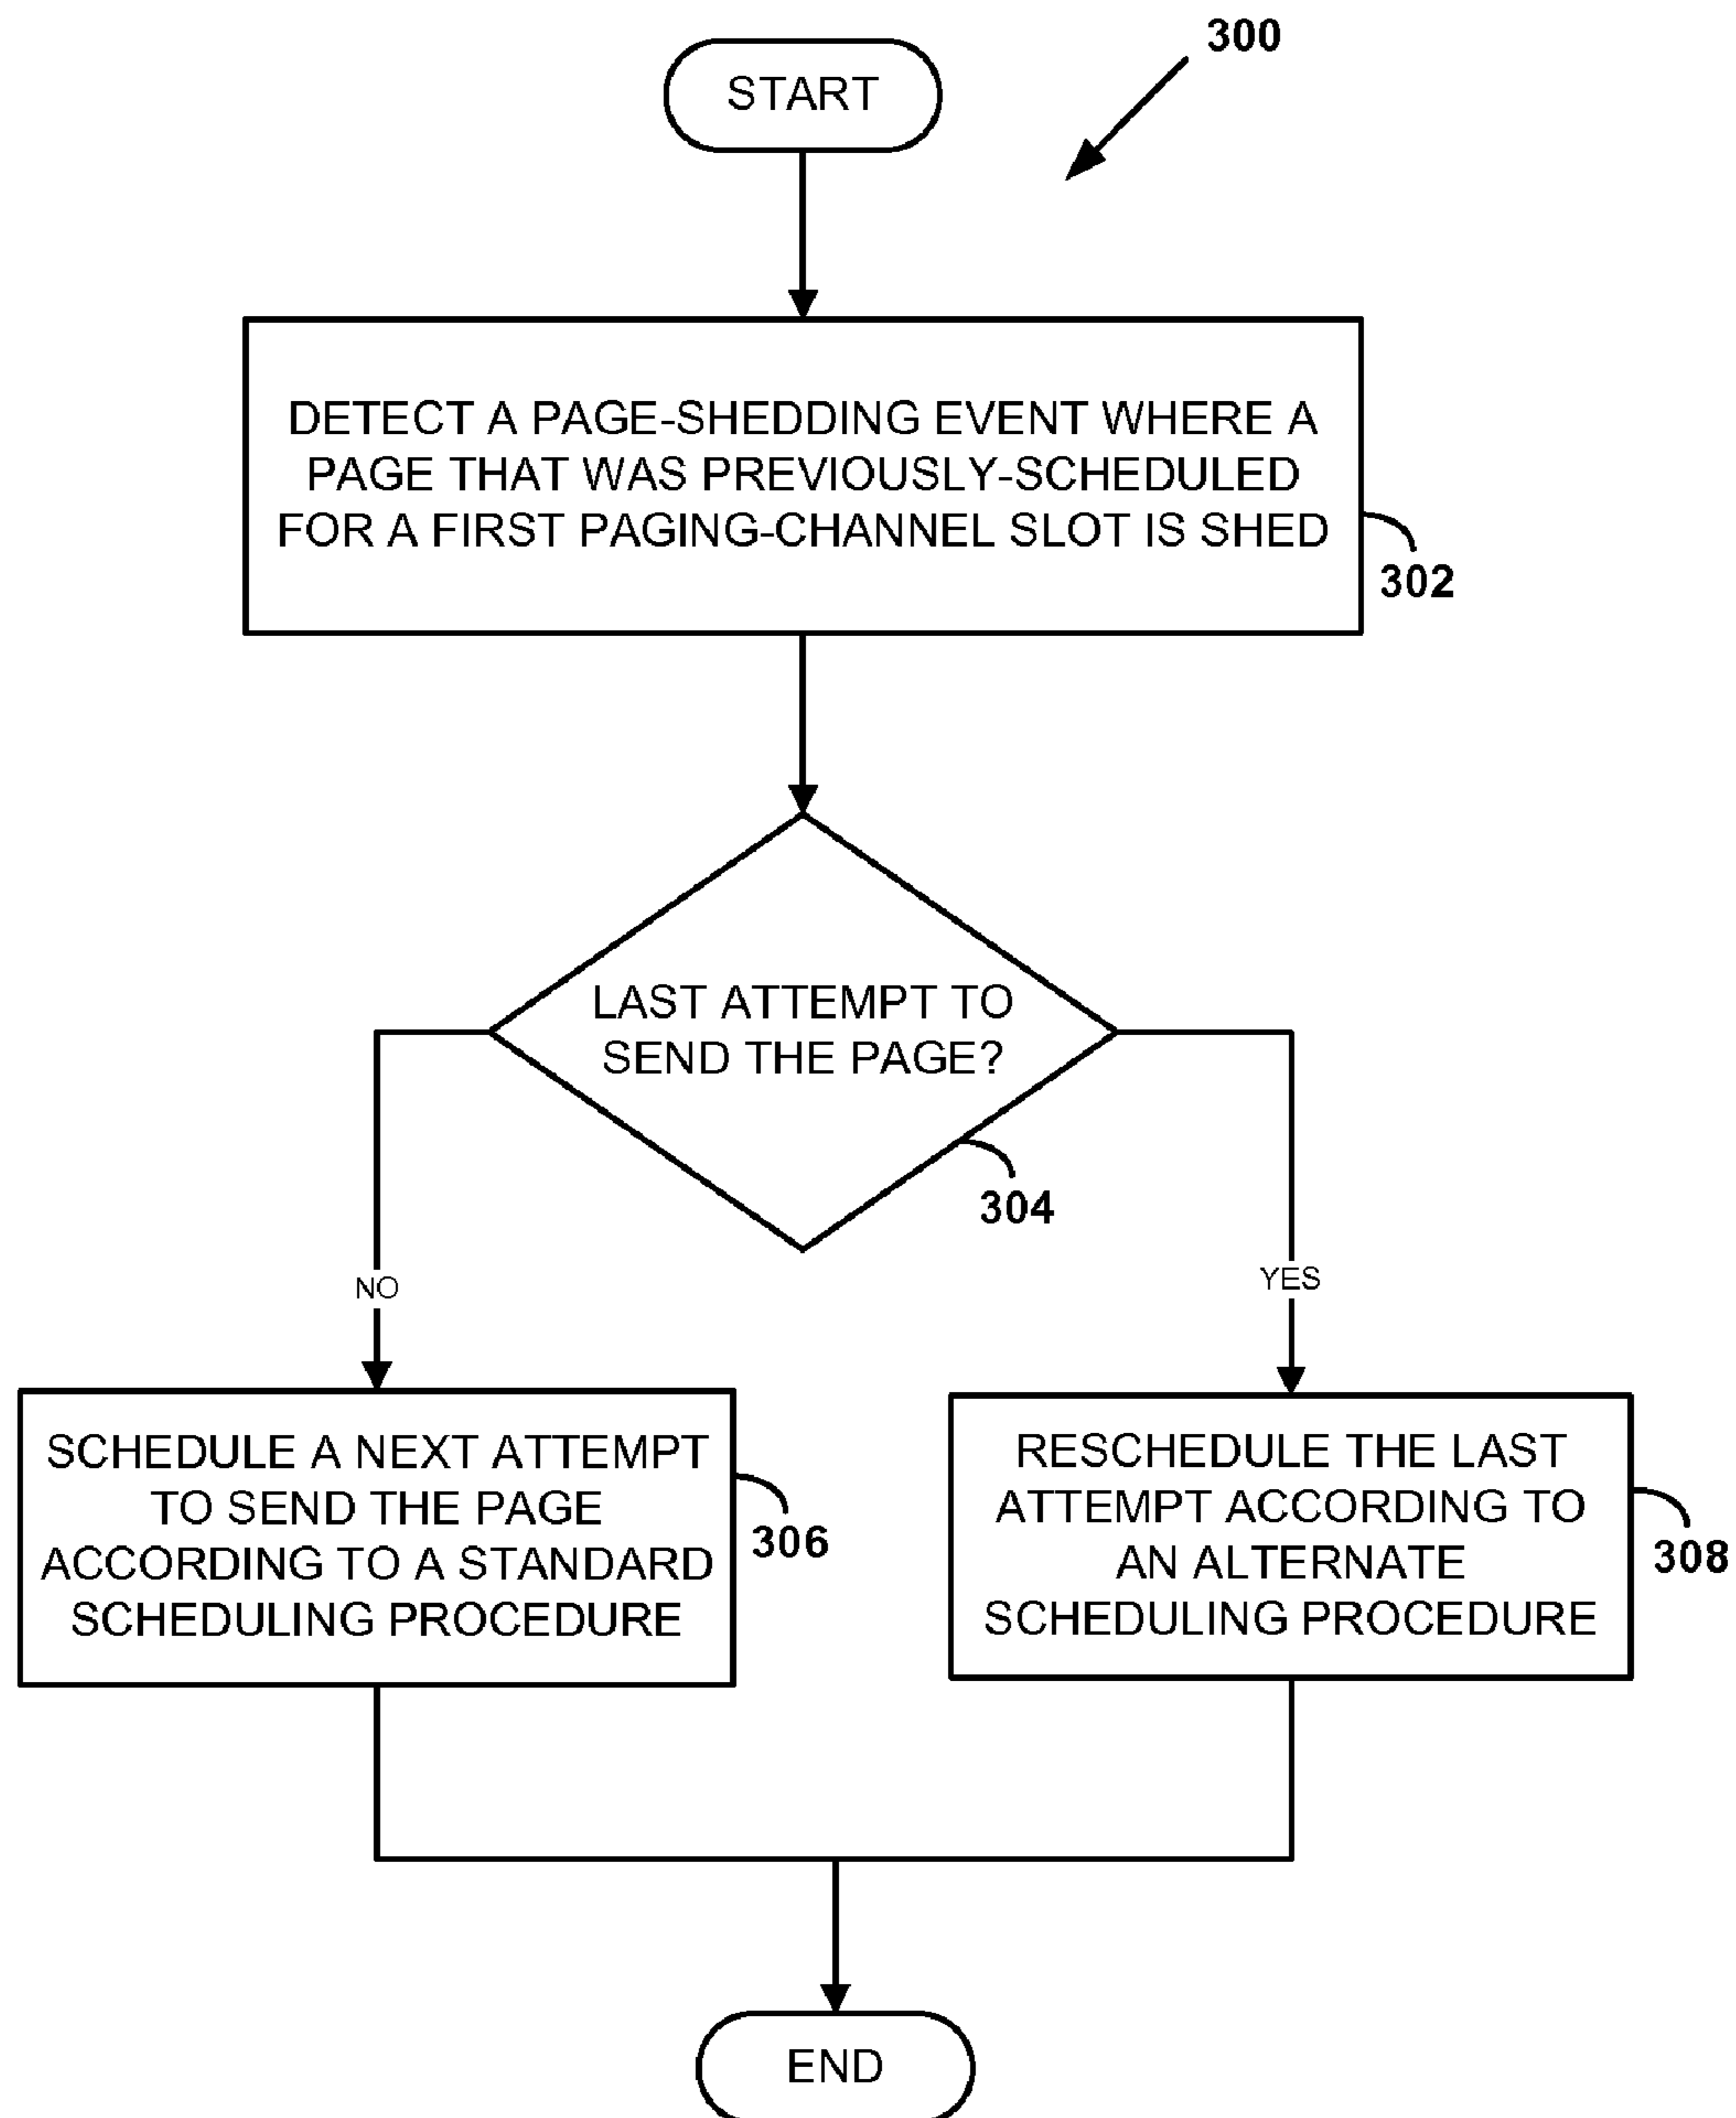 300
START
DETECT A PAGE-SHEDDING EVENT WHERE A
PAGE THAT WAS PREVIOUSLY-SCHEDULED
FOR A FIRST PAGING-CHANNEL SLOT IS SHED
302
LAST ATTEMPT TO
SEND THE PAGE?
304
NO
YES
SCHEDULE A NEXT ATTEMPT
TO SEND THE PAGE
ACCORDING TO A STANDARD
SCHEDULING PROCEDURE
306
RESCHEDULE THE LAST
ATTEMPT ACCORDING TO
AN ALTERNATE
SCHEDULING PROCEDURE
308
END